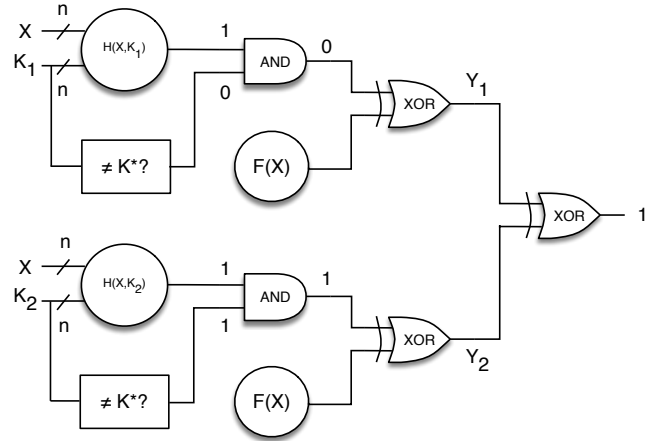 n
X
H(X,K1)
1
AND
0
K1
n
0
XOR
Y1
≠ K*?
F(X)
XOR
1
n
X
H(X,K2)
1
AND
1
K2
n
1
XOR
Y2
≠ K*?
F(X)